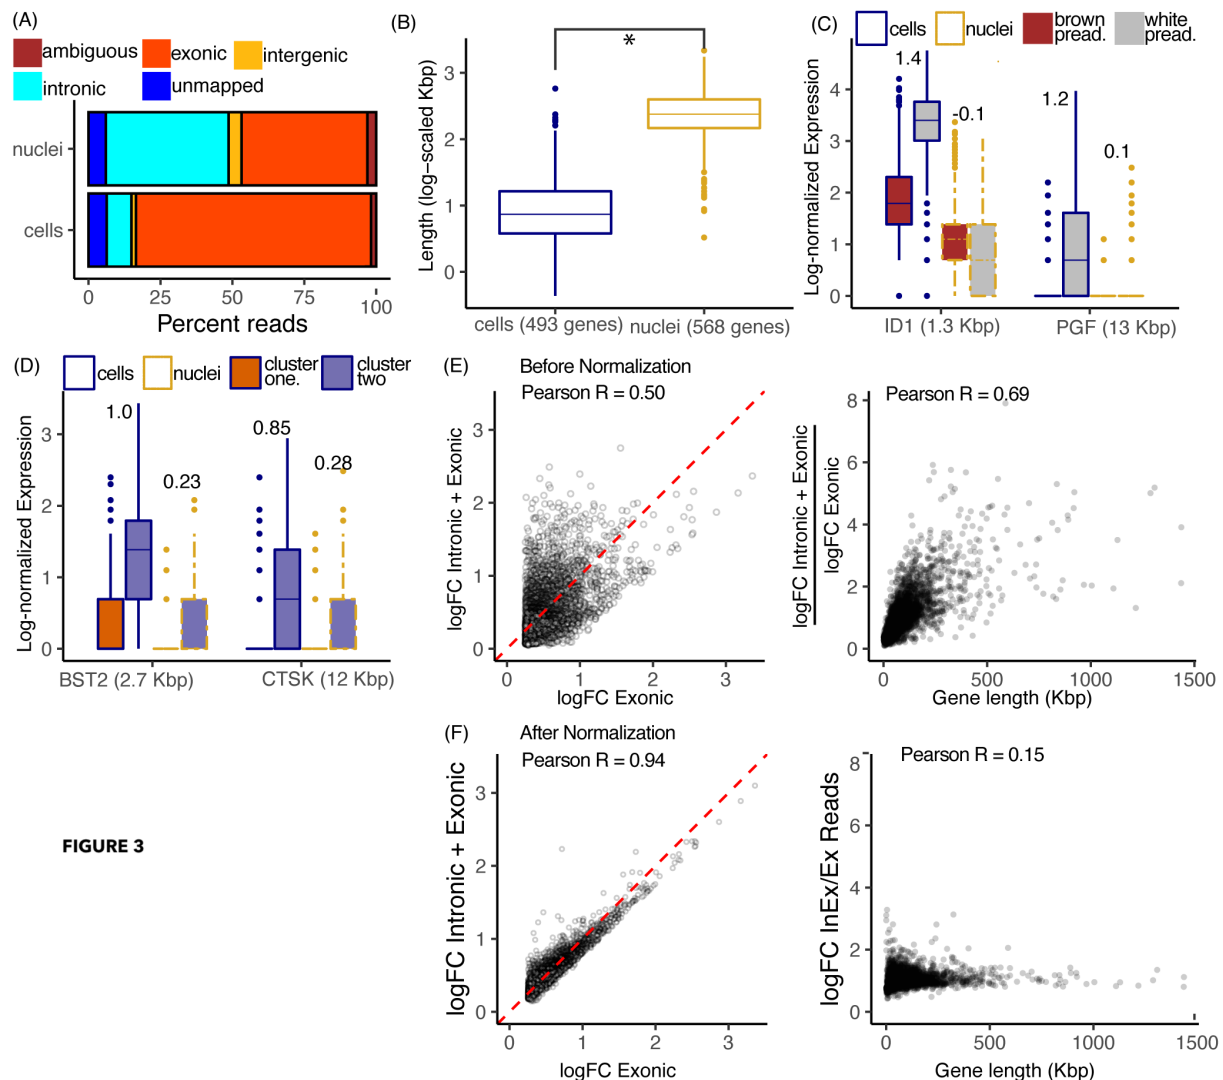 (A)
ambiguous exonic intergenic
intronic unmapped
nuclei
cells
0 25 50 75 100
Percent reads
(B)
*
Length (log−scaled Kbp)
3
2
1
0
cells (493 genes) nuclei (568 genes)
(C)
cells nuclei brown pread. white pread.
Log-normalized Expression
4
3
2
1
0
1.4
-0.1
1.2
0.1
ID1 (1.3 Kbp) PGF (13 Kbp)
(D)
cells nuclei cluster one. cluster two
Log-normalized Expression
3
2
1
0
1.0
0.23
0.85
0.28
BST2 (2.7 Kbp) CTSK (12 Kbp)
(E) Before Normalization
Pearson R = 0.50
logFC Intronic + Exonic
3
2
1
0
0 1 2 3
logFC Exonic
Pearson R = 0.69
logFC Intronic + Exonic
logFC Exonic
8
6
4
2
0
0 500 1000 1500
Gene length (Kbp)
(F) After Normalization
Pearson R = 0.94
logFC Intronic + Exonic
3
2
1
0
0 1 2 3
logFC Exonic
Pearson R = 0.15
logFC InEx/Ex Reads
8
6
4
2
0
0 500 1000 1500
Gene length (Kbp)
FIGURE 3